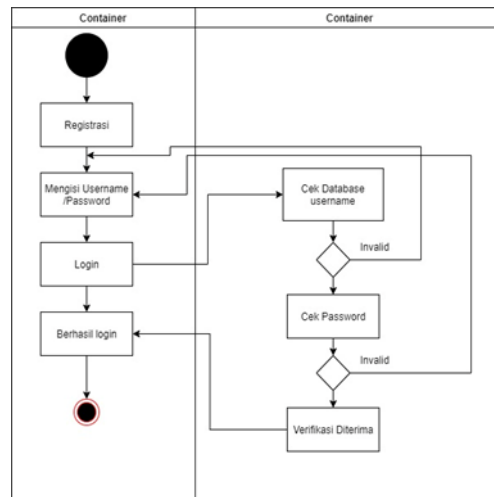 Container
Container
Registrasi
Mengisi Username
/Password
Login
Berhasil login
Cek Database
username
Invalid
Cek Password
Invalid
Verifikasi Diterima